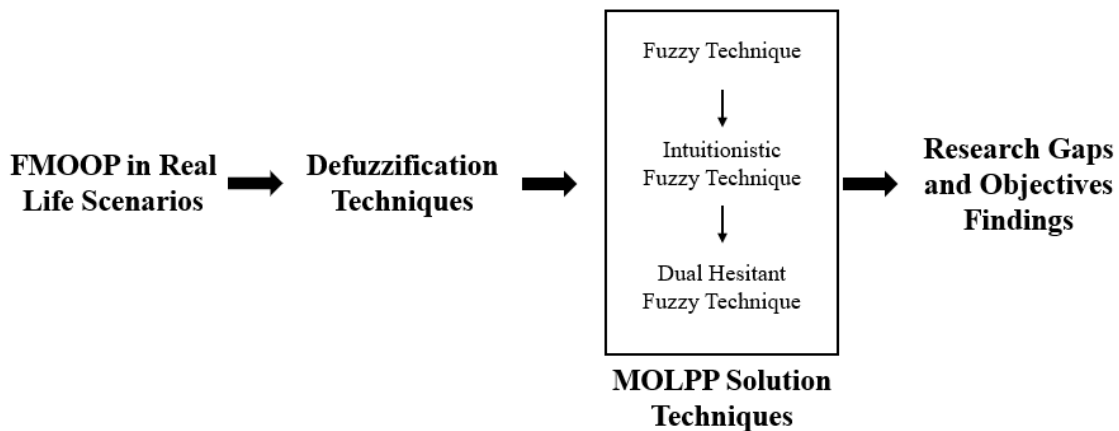 FMOOP in Real
Life Scenarios
Defuzzification
Techniques
Fuzzy Technique
Intuitionistic
Fuzzy Technique
Dual Hesitant
Fuzzy Technique
MOLPP Solution
Techniques
Research Gaps
and Objectives
Findings